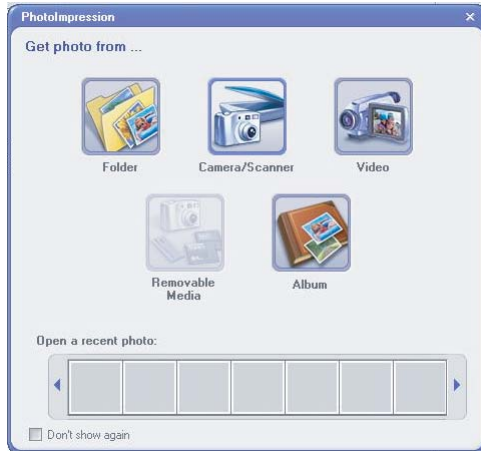 PhotoImpression
Get photo from ...
Folder
Camera/Scanner
Video
Removable
Media
Album
Open a recent photo:
Don't show again